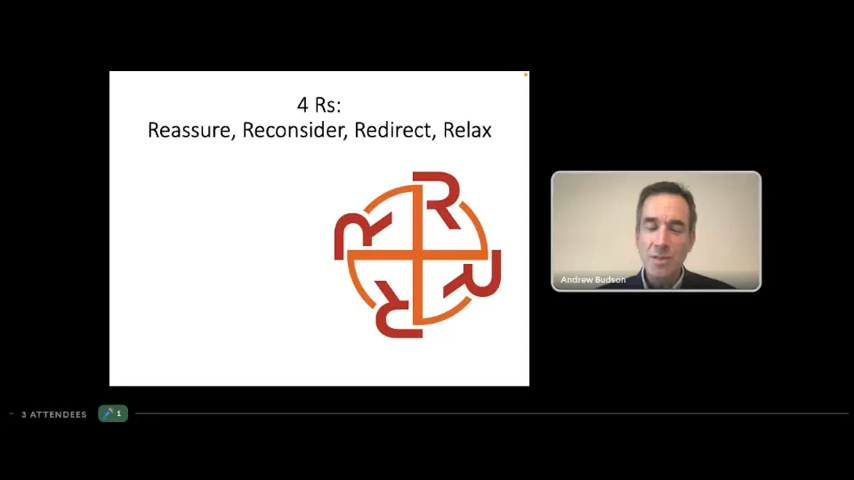 4 Rs:
Reassure, Reconsider, Redirect, Relax
R
R
R
R
Andrew Budson
3 ATTENDEES
1